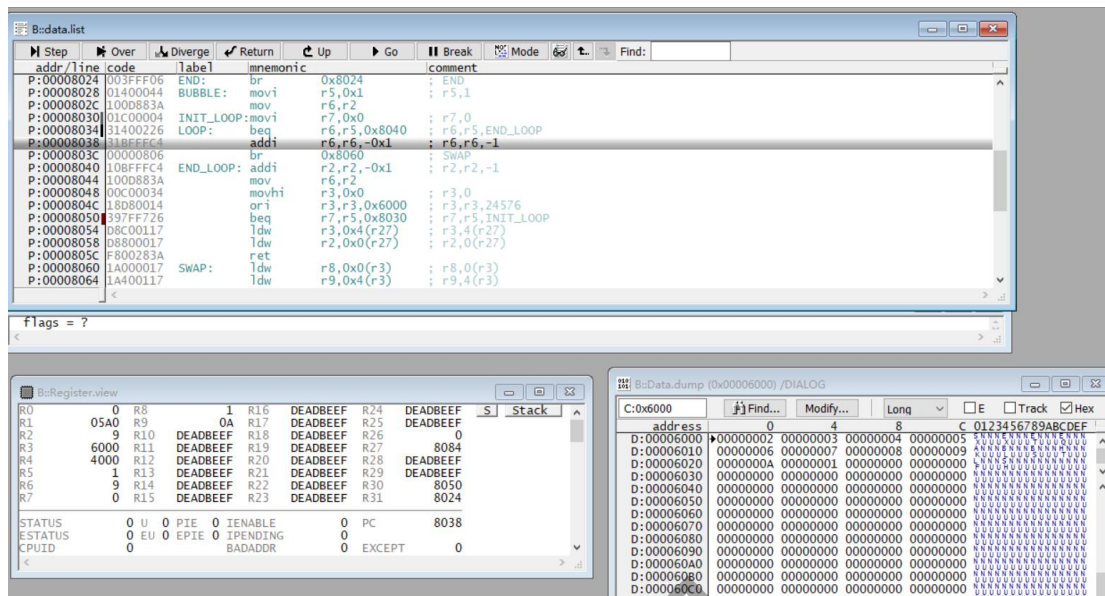 B::data.list
Step Over Diverge Return Up Go Break Mode Find:
addr/line code label mnemonic comment
P:00008024 003FFF06 END: br 0x8024 ; END
P:00008028 01400044 BUBBLE: movi r5,0x1 ; r5,1
P:0000802C 100D883A mov r6,r2
P:00008030 01C00004 INIT_LOOP:movi r7,0x0 ; r7,0
P:00008034 31400226 LOOP: beq r6,r5,0x8040 ; r6,r5,END_LOOP
P:00008038 31BFFFC4 addi r6,r6,-0x1 ; r6,r6,-1
P:0000803C 00000806 br 0x8060 ; SWAP
P:00008040 10BFFFC4 END_LOOP: addi r2,r2,-0x1 ; r2,r2,-1
P:00008044 100D883A mov r6,r2
P:00008048 00C00034 movhi r3,0x0 ; r3,0
P:0000804C 18D80014 ori r3,r3,0x6000 ; r3,r3,24576
P:00008050 397FF726 beq r7,r5,0x8030 ; r7,r5,INIT_LOOP
P:00008054 D8C00117 ldw r3,0x4(r27) ; r3,4(r27)
P:00008058 D8800017 ldw r2,0x0(r27) ; r2,0(r27)
P:0000805C F800283A ret
P:00008060 1A000017 SWAP: ldw r8,0x0(r3) ; r8,0(r3)
P:00008064 1A400117 ldw r9,0x4(r3) ; r9,4(r3)
flags = ?
B::Register.view
R0 0 R8 1 R16 DEADBEEF R24 DEADBEEF S Stack
R1 05A0 R9 0A R17 DEADBEEF R25 DEADBEEF
R2 9 R10 DEADBEEF R18 DEADBEEF R26 0
R3 6000 R11 DEADBEEF R19 DEADBEEF R27 8084
R4 4000 R12 DEADBEEF R20 DEADBEEF R28 DEADBEEF
R5 1 R13 DEADBEEF R21 DEADBEEF R29 DEADBEEF
R6 9 R14 DEADBEEF R22 DEADBEEF R30 8050
R7 0 R15 DEADBEEF R23 DEADBEEF R31 8024
STATUS 0 U 0 PIE 0 IENABLE 0 PC 8038
ESTATUS 0 EU 0 EPIE 0 IPENDING 0
CPUID 0 BADADDR 0 EXCEPT 0
B::Data.dump (0x00006000) /DIALOG
C:0x6000 Find... Modify... Long E Track Hex
address 0 4 8 C 0123456789ABCDEF
D:00006000 00000002 00000003 00000004 00000005
D:00006010 00000006 00000007 00000008 00000009
D:00006020 0000000A 00000001 00000000 00000000
D:00006030 00000000 00000000 00000000 00000000
D:00006040 00000000 00000000 00000000 00000000
D:00006050 00000000 00000000 00000000 00000000
D:00006060 00000000 00000000 00000000 00000000
D:00006070 00000000 00000000 00000000 00000000
D:00006080 00000000 00000000 00000000 00000000
D:00006090 00000000 00000000 00000000 00000000
D:000060A0 00000000 00000000 00000000 00000000
D:000060B0 00000000 00000000 00000000 00000000
D:000060C0 00000000 00000000 00000000 00000000